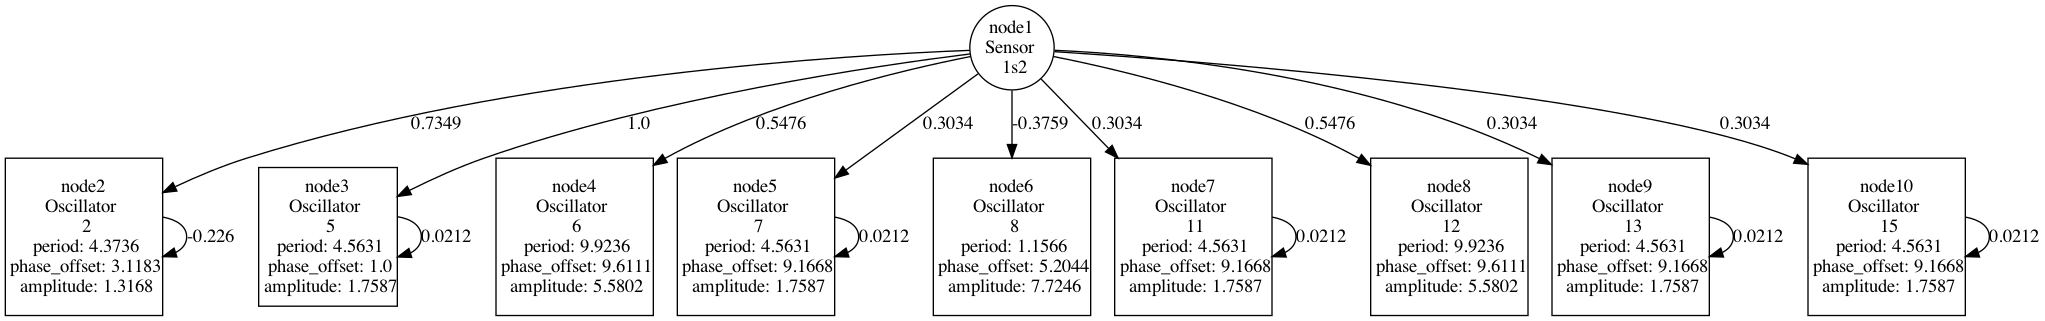 node1
Sensor
1s2
0.7349
1.0
0.5476
0.3034
-0.3759
0.3034
0.5476
0.3034
0.3034
node2
Oscillator
2
period: 4.3736
phase_offset: 3.1183
amplitude: 1.3168
-0.226
node3
Oscillator
5
period: 4.5631
phase_offset: 1.0
amplitude: 1.7587
0.0212
node4
Oscillator
6
period: 9.9236
phase_offset: 9.6111
amplitude: 5.5802
node5
Oscillator
7
period: 4.5631
phase_offset: 9.1668
amplitude: 1.7587
0.0212
node6
Oscillator
8
period: 1.1566
phase_offset: 5.2044
amplitude: 7.7246
node7
Oscillator
11
period: 4.5631
phase_offset: 9.1668
amplitude: 1.7587
0.0212
node8
Oscillator
12
period: 9.9236
phase_offset: 9.6111
amplitude: 5.5802
node9
Oscillator
13
period: 4.5631
phase_offset: 9.1668
amplitude: 1.7587
0.0212
node10
Oscillator
15
period: 4.5631
phase_offset: 9.1668
amplitude: 1.7587
0.0212